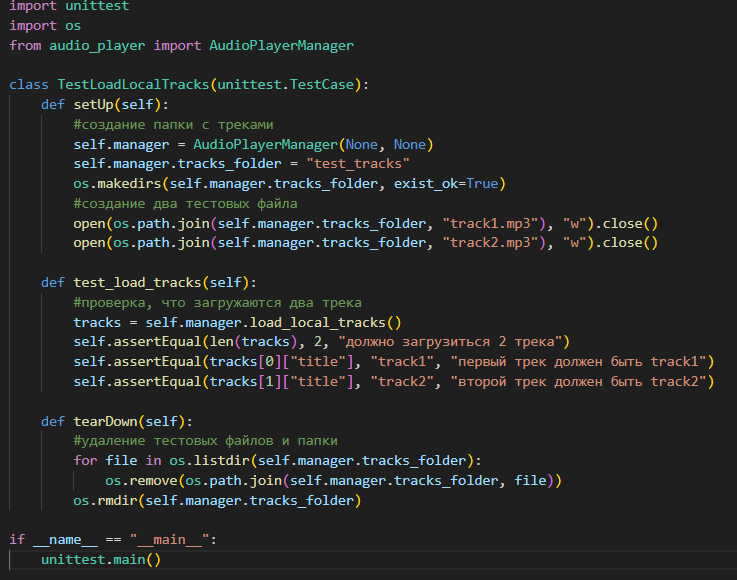 import unittest
import os
from audio_player import AudioPlayerManager

class TestLoadLocalTracks(unittest.TestCase):
    def setUp(self):
        #создание папки с треками
        self.manager = AudioPlayerManager(None, None)
        self.manager.tracks_folder = "test_tracks"
        os.makedirs(self.manager.tracks_folder, exist_ok=True)
        #создание два тестовых файла
        open(os.path.join(self.manager.tracks_folder, "track1.mp3"), "w").close()
        open(os.path.join(self.manager.tracks_folder, "track2.mp3"), "w").close()

    def test_load_tracks(self):
        #проверка, что загружаются два трека
        tracks = self.manager.load_local_tracks()
        self.assertEqual(len(tracks), 2, "должно загрузиться 2 трека")
        self.assertEqual(tracks[0]["title"], "track1", "первый трек должен быть track1")
        self.assertEqual(tracks[1]["title"], "track2", "второй трек должен быть track2")

    def tearDown(self):
        #удаление тестовых файлов и папки
        for file in os.listdir(self.manager.tracks_folder):
            os.remove(os.path.join(self.manager.tracks_folder, file))
        os.rmdir(self.manager.tracks_folder)

if __name__ == "__main__":
    unittest.main()